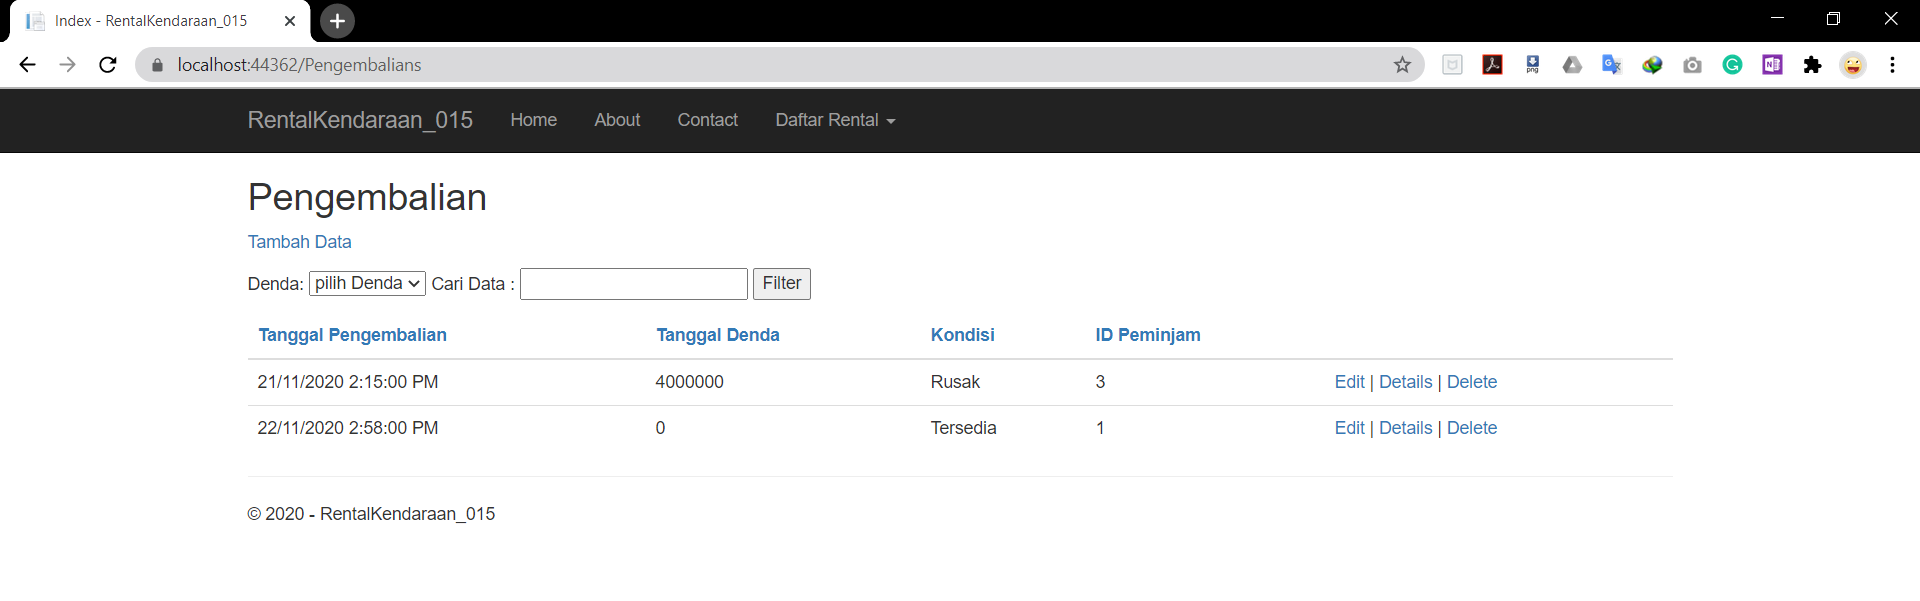 Index - RentalKendaraan_015
localhost:44362/Pengembalians
png
RentalKendaraan_015 Home About Contact Daftar Rental
Pengembalian
Tambah Data
Denda: pilih Denda Cari Data : Filter
Tanggal Pengembalian Tanggal Denda Kondisi ID Peminjam
21/11/2020 2:15:00 PM 4000000 Rusak 3 Edit | Details | Delete
22/11/2020 2:58:00 PM 0 Tersedia 1 Edit | Details | Delete
© 2020 - RentalKendaraan_015